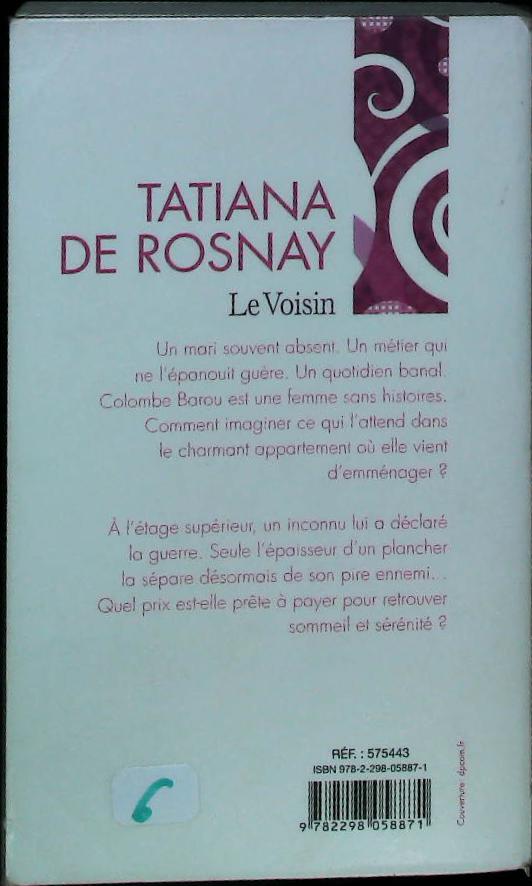 TATIANA
DE ROSNAY
Le Voisin
Un mari souvent absent. Un métier qui
ne l'épanouit guère. Un quotidien banal.
Colombe Barou est une femme sans histoires.
Comment imaginer ce qui l'attend dans
le charmant appartement où elle vient
d'emménager ?
À l'étage supérieur, un inconnu lui a déclaré
la guerre. Seule l'épaisseur d'un plancher
la sépare désormais de son pire ennemi...
Quel prix est-elle prête à payer pour retrouver
sommeil et sérénité ?
RÉF. : 575443
ISBN 978-2-298-05887-1
9 782298 058871
Couverture : dpcom.fr
6